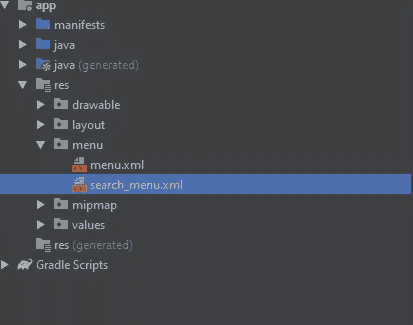 app
manifests
java
java (generated)
res
drawable
layout
menu
menu.xml
search_menu.xml
mipmap
values
res (generated)
Gradle Scripts